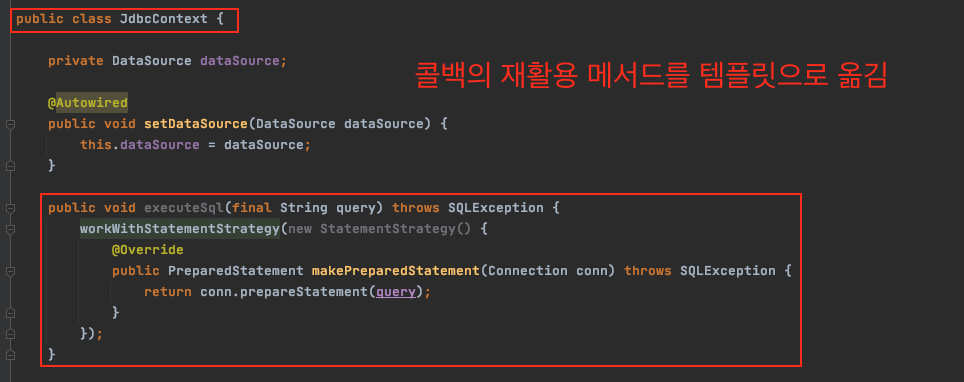 public class JdbcContext {
private DataSource dataSource;
콜백의 재활용 메서드를 템플릿으로 옮김
@Autowired
public void setDataSource(DataSource dataSource) {
this.dataSource = dataSource;
}
public void executeSql(final String query) throws SQLException {
workWithStatementStrategy(new StatementStrategy() {
@Override
public PreparedStatement makePreparedStatement(Connection conn) throws SQLException {
return conn.prepareStatement(query);
}
});
}